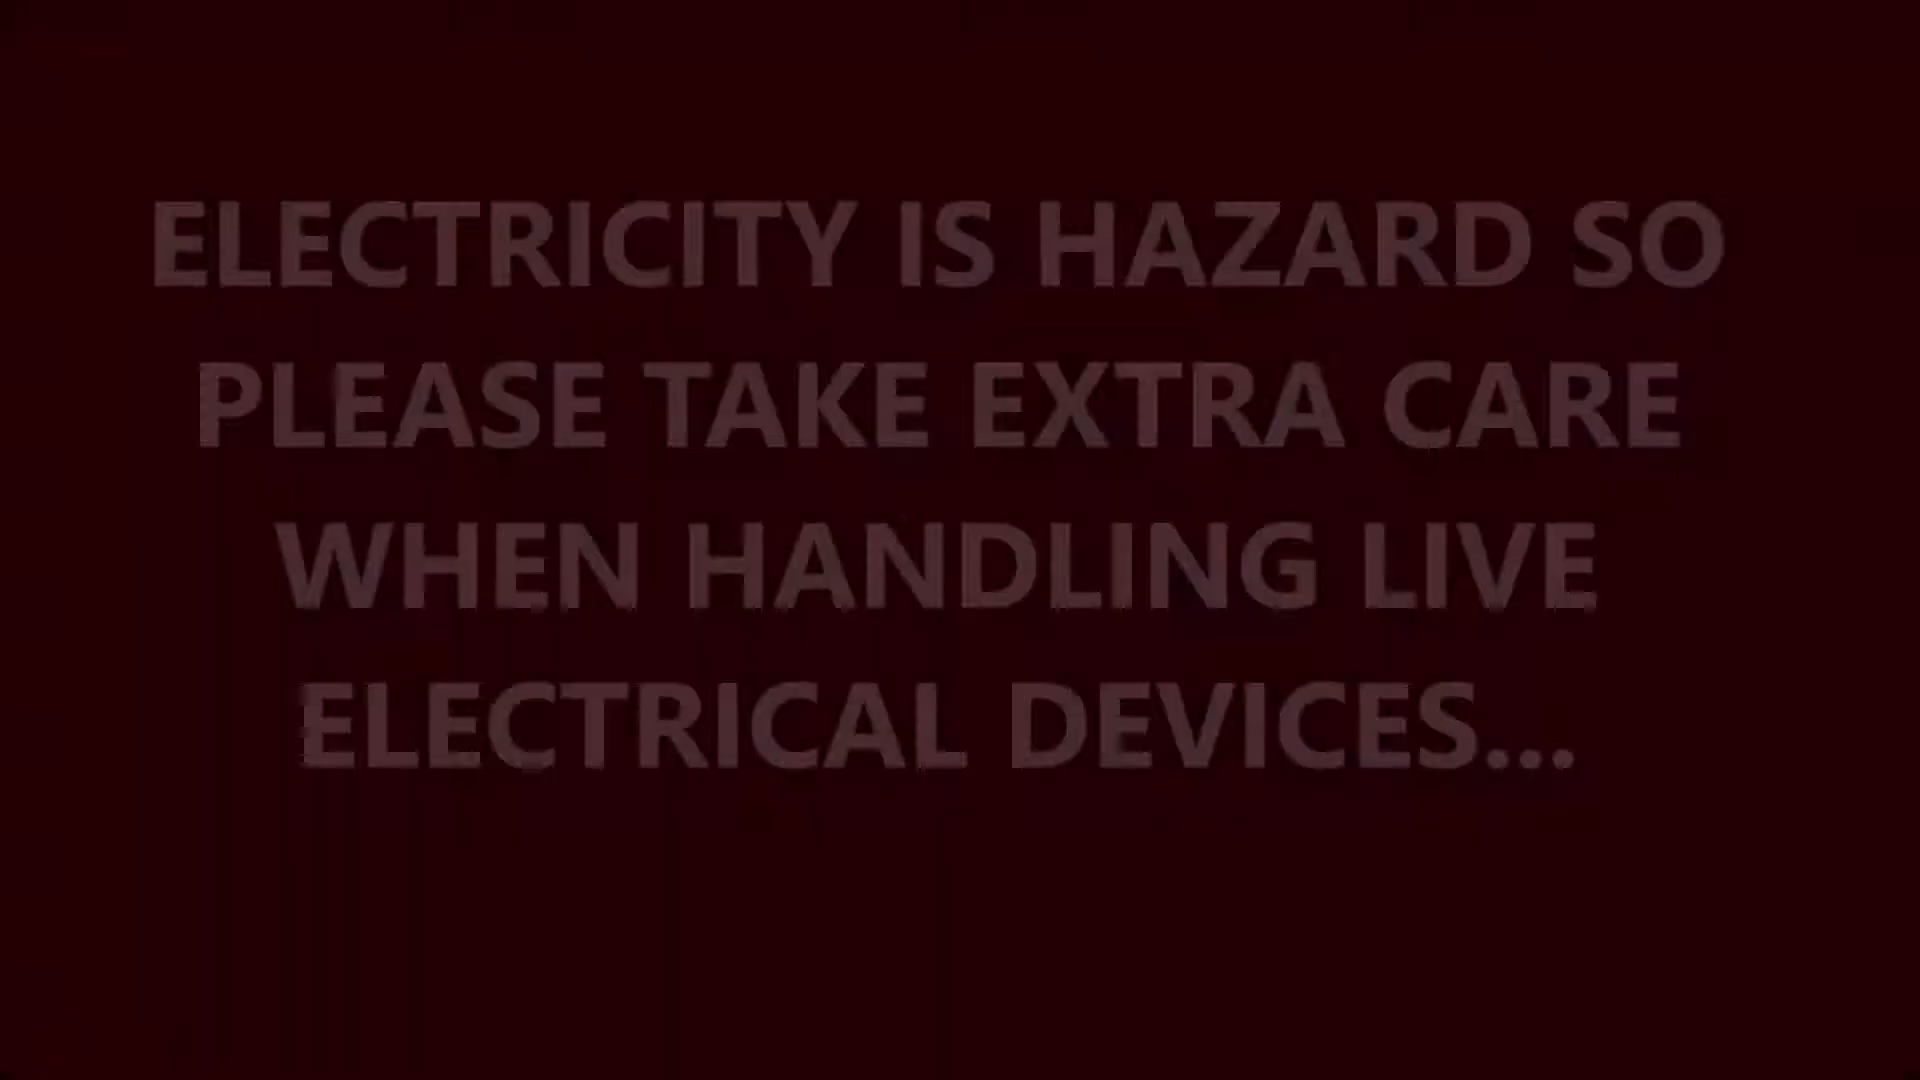 ELECTRICITY IS HAZARD SO
PLEASE TAKE EXTRA CARE
WHEN HANDLING LIVE
ELECTRICAL DEVICES...